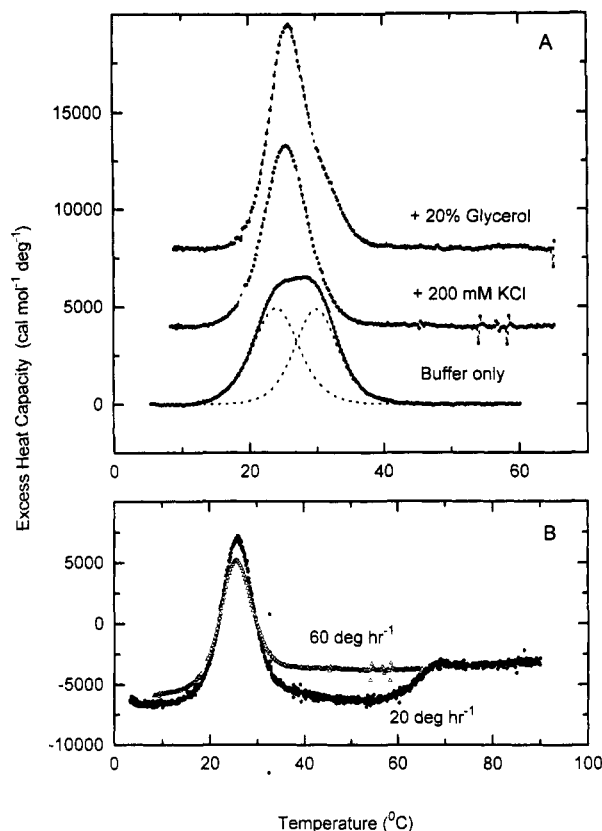 A
15000
10000
5000
0
+ 20% Glycerol
+ 200 mM KCl
Buffer only
0 20 40 60
Excess Heat Capacity (cal mol⁻¹ deg⁻¹)
B
5000
0
-5000
-10000
60 deg hr⁻¹
20 deg hr⁻¹
0 20 40 60 80 100
Temperature (⁰C)